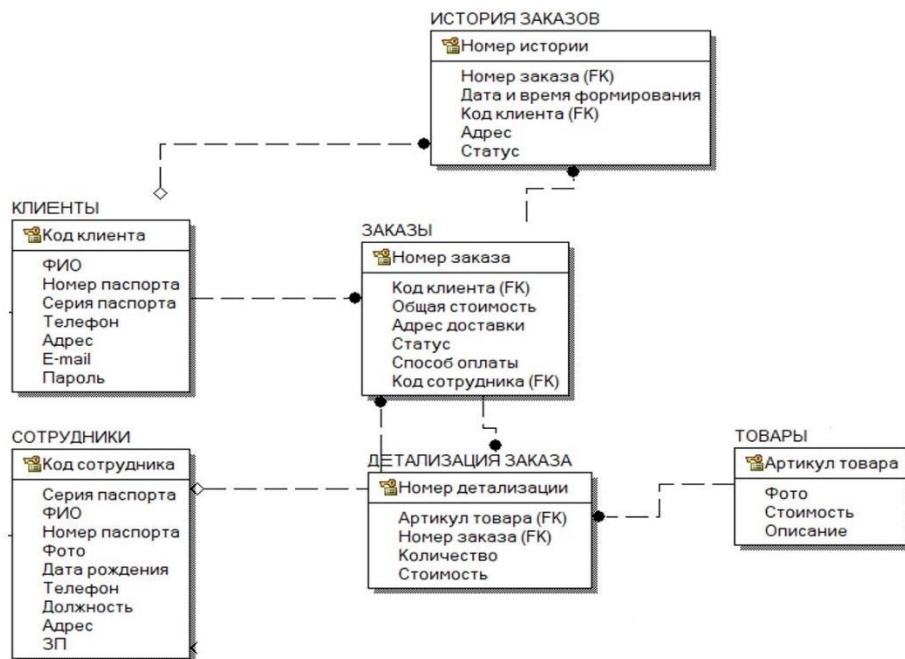 ИСТОРИЯ ЗАКАЗОВ
Номер истории
Номер заказа (FK)
Дата и время формирования
Код клиента (FK)
Адрес
Статус
КЛИЕНТЫ
Код клиента
ФИО
Номер паспорта
Серия паспорта
Телефон
Адрес
E-mail
Пароль
ЗАКАЗЫ
Номер заказа
Код клиента (FK)
Общая стоимость
Адрес доставки
Статус
Способ оплаты
Код сотрудника (FK)
СОТРУДНИКИ
Код сотрудника
Серия паспорта
ФИО
Номер паспорта
Фото
Дата рождения
Телефон
Должность
Адрес
ЗП
ДЕТАЛИЗАЦИЯ ЗАКАЗА
Номер детализации
Артикул товара (FK)
Номер заказа (FK)
Количество
Стоимость
ТОВАРЫ
Артикул товара
Фото
Стоимость
Описание